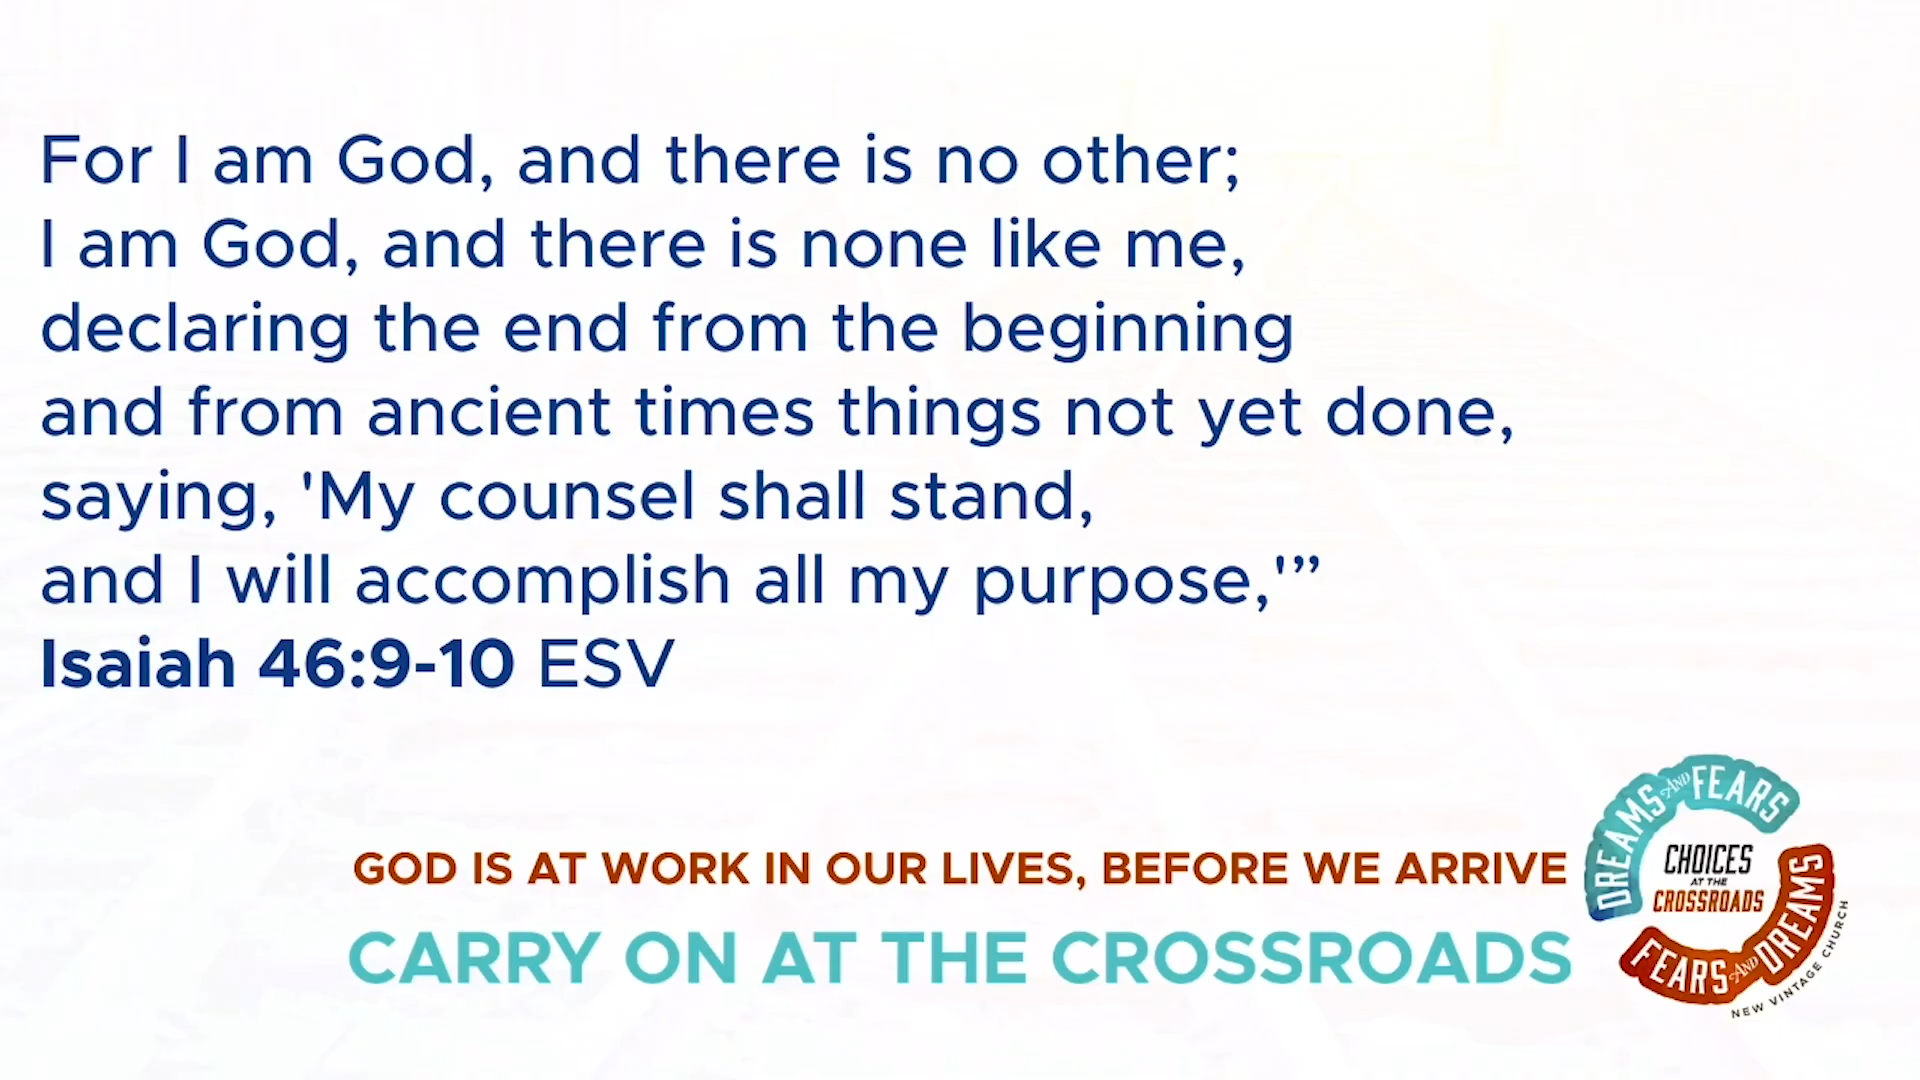 For I am God, and there is no other;
I am God, and there is none like me,
declaring the end from the beginning
and from ancient times things not yet done,
saying, 'My counsel shall stand,
and I will accomplish all my purpose,'”
Isaiah 46:9-10 ESV
GOD IS AT WORK IN OUR LIVES, BEFORE WE ARRIVE
CARRY ON AT THE CROSSROADS
DREAMS AND FEARS
CHOICES
AT THE
CROSSROADS
FEARS AND DREAMS
NEW VINTAGE CHURCH